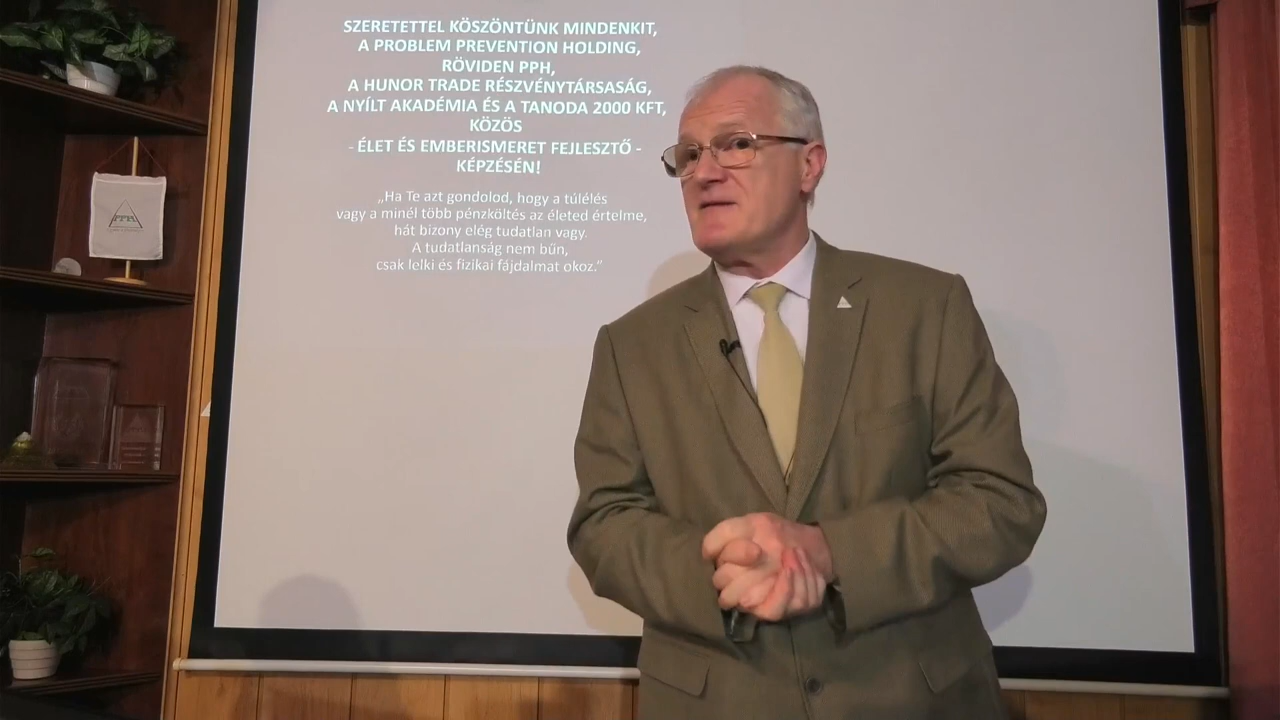 SZERETETTEL KÖSZÖNTÜNK MINDENKIT,
A PROBLEM PREVENTION HOLDING,
RÖVIDEN PPH,
A HUNOR TRADE RÉSZVÉNYTÁRSASÁG,
A NYÍLT AKADÉMIA ÉS A TANODA 2000 KFT,
KÖZÖS
- ÉLET ÉS EMBERISMERET FEJLESZTŐ -
KÉPZÉSÉN!
„Ha Te azt gondolod, hogy a túlélés
vagy a minél több pénzköltés az életed értelme,
hát bizony elég tudatlan vagy.
A tudatlanság nem bűn,
csak lelki és fizikai fájdalmat okoz.”
PPH